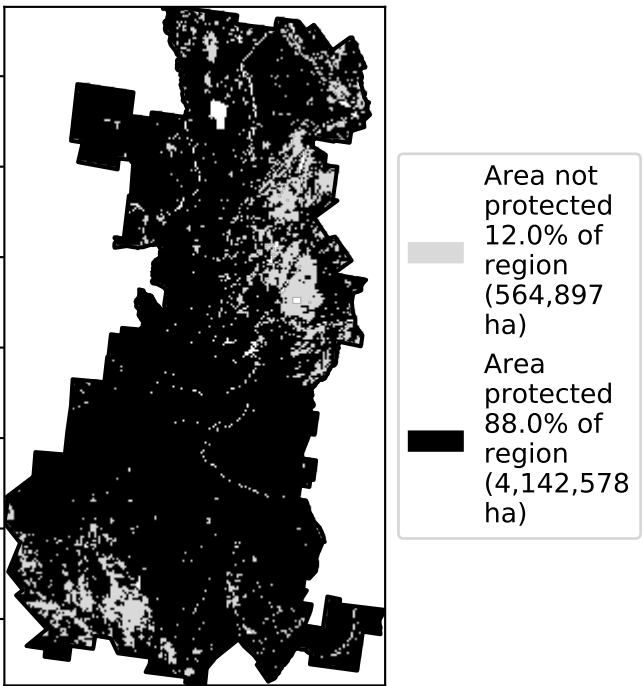 Area not
protected
12.0% of
region
(564,897
ha)
Area
protected
88.0% of
region
(4,142,578
ha)